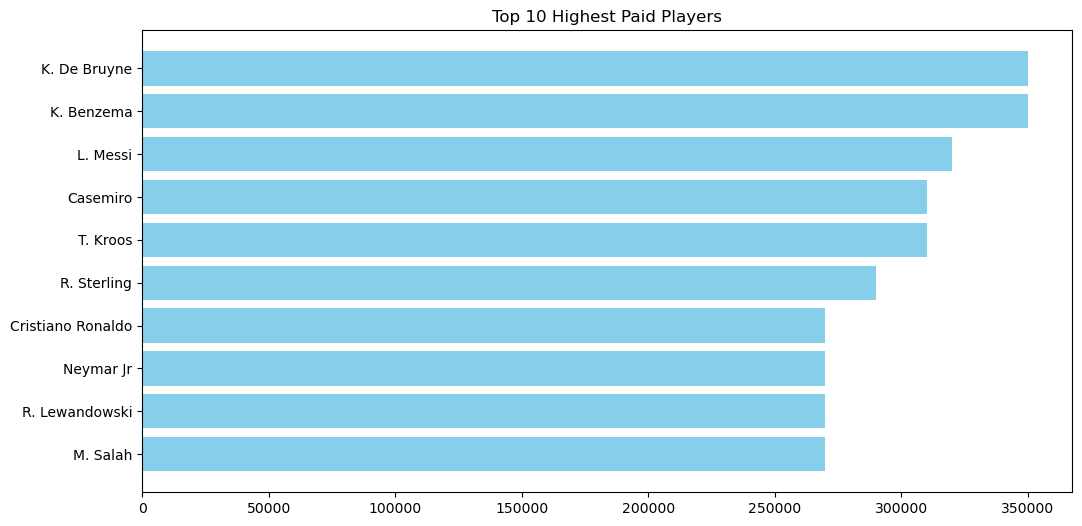 Top 10 Highest Paid Players
K. De Bruyne
K. Benzema
L. Messi
Casemiro
T. Kroos
R. Sterling
Cristiano Ronaldo
Neymar Jr
R. Lewandowski
M. Salah
0 50000 100000 150000 200000 250000 300000 350000